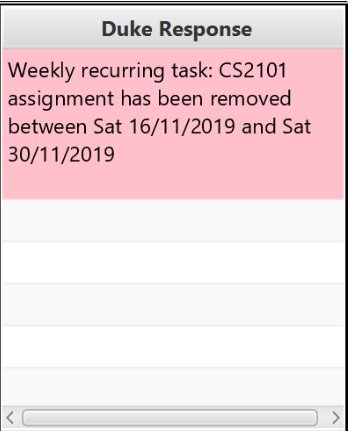 Duke Response
Weekly recurring task: CS2101
assignment has been removed
between Sat 16/11/2019 and Sat
30/11/2019